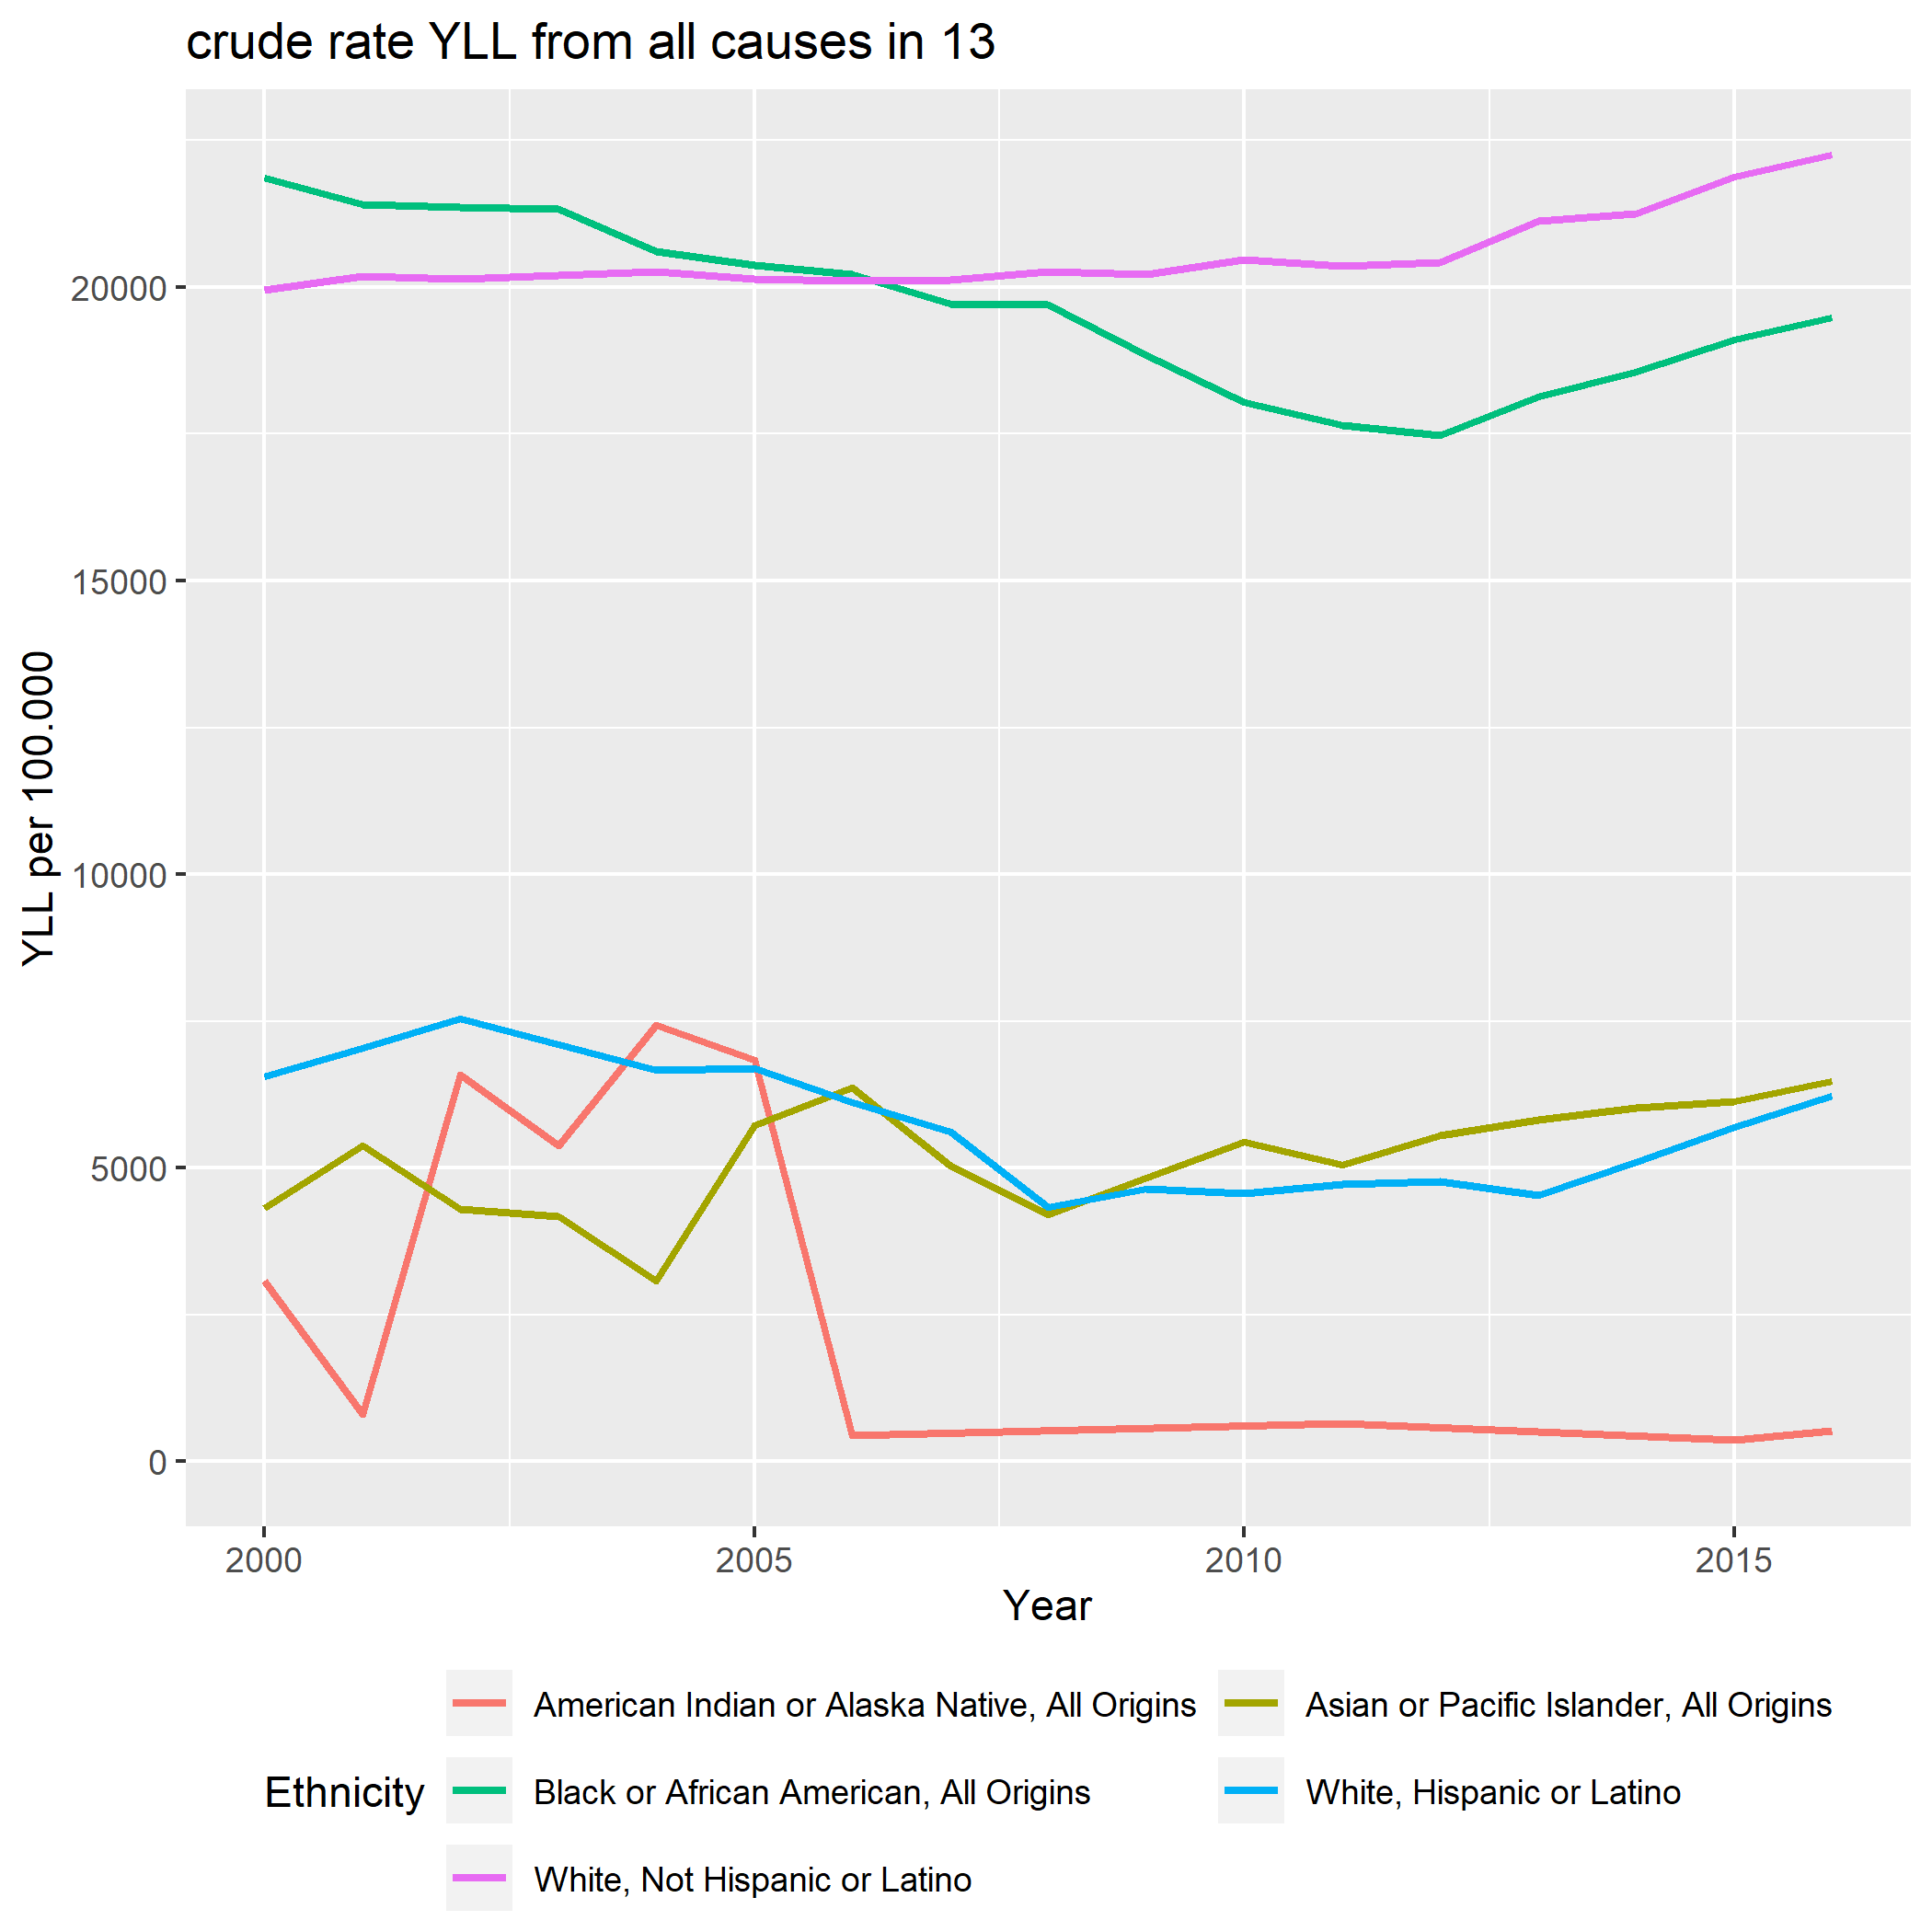 crude rate YLL from all causes in 13
YLL per 100.000
20000
15000
10000
5000
0
2000 2005 2010 2015
Year
Ethnicity
American Indian or Alaska Native, All Origins
Asian or Pacific Islander, All Origins
Black or African American, All Origins
White, Hispanic or Latino
White, Not Hispanic or Latino